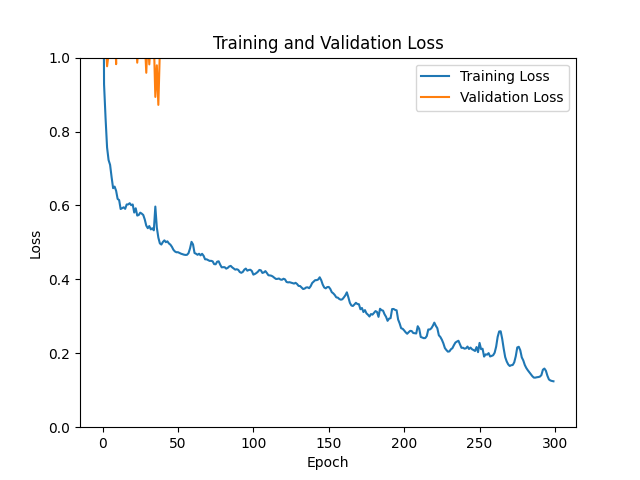 Training and Validation Loss
Training Loss
Validation Loss
1.0
0.8
0.6
0.4
0.2
0.0
Loss
0 50 100 150 200 250 300
Epoch